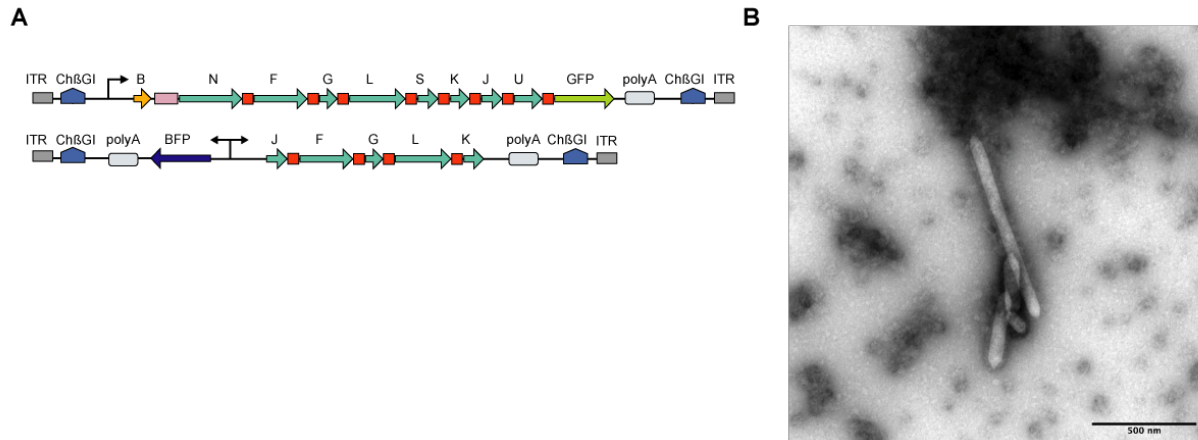 A
B
ITR ChßGI B N F G L S K J U GFP polyA ChßGI ITR
ITR ChßGI polyA BFP J F G L K polyA ChßGI ITR
500 nm